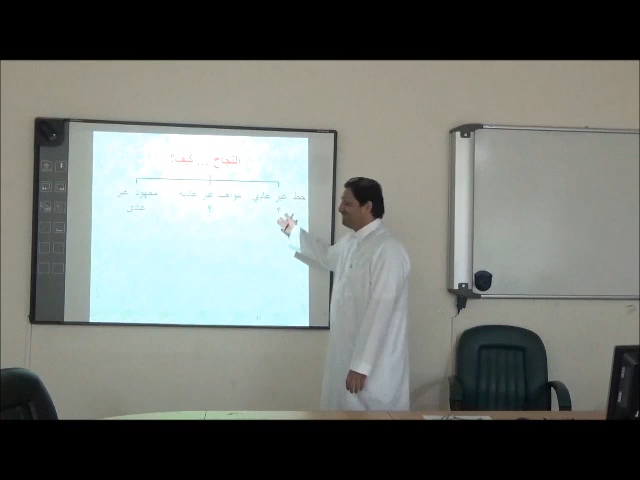 النجاح ... كيف؟
حظ غير عادي
؟
مواهب غير عادية
؟
مجهود غير
عادي